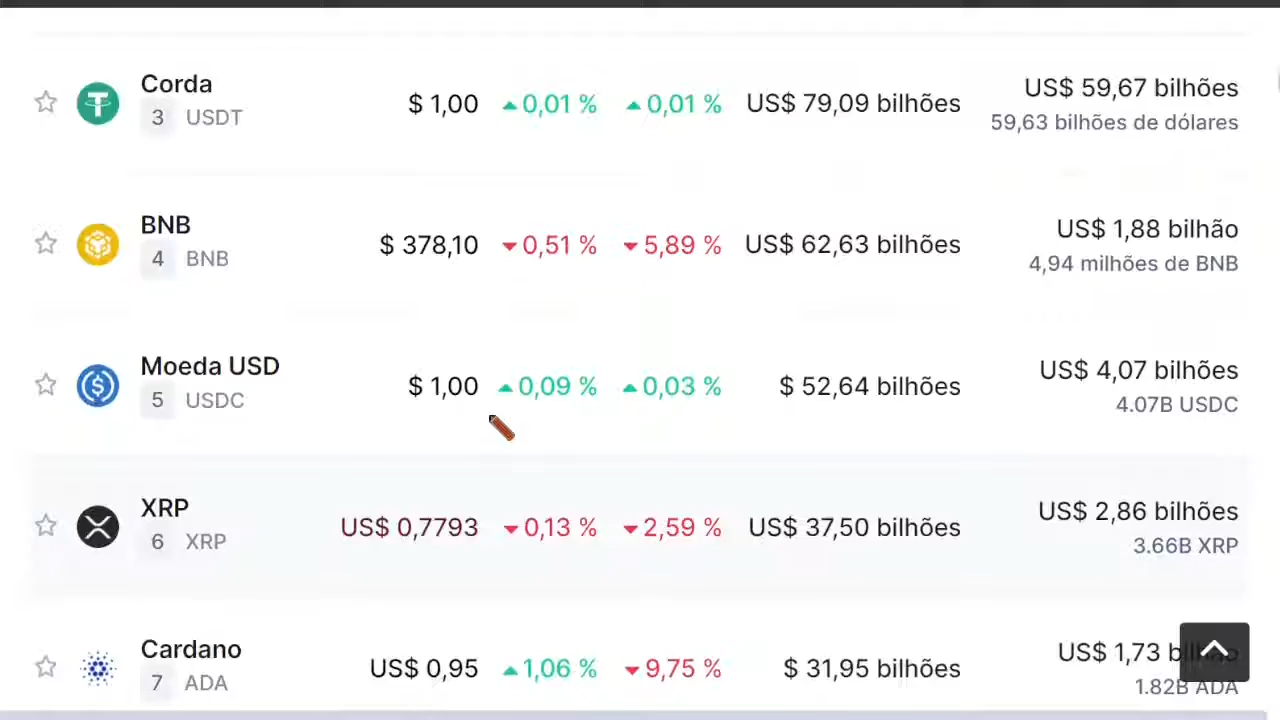 Corda
3 USDT
$ 1,00 0,01 % 0,01 % US$ 79,09 bilhões US$ 59,67 bilhões
59,63 bilhões de dólares
BNB
4 BNB
$ 378,10 0,51 % 5,89 % US$ 62,63 bilhões US$ 1,88 bilhão
4,94 milhões de BNB
Moeda USD
5 USDC
$ 1,00 0,09 % 0,03 % $ 52,64 bilhões US$ 4,07 bilhões
4.07B USDC
XRP
6 XRP
US$ 0,7793 0,13 % 2,59 % US$ 37,50 bilhões US$ 2,86 bilhões
3.66B XRP
Cardano
7 ADA
US$ 0,95 1,06 % 9,75 % $ 31,95 bilhões US$ 1,73
1.82B ADA